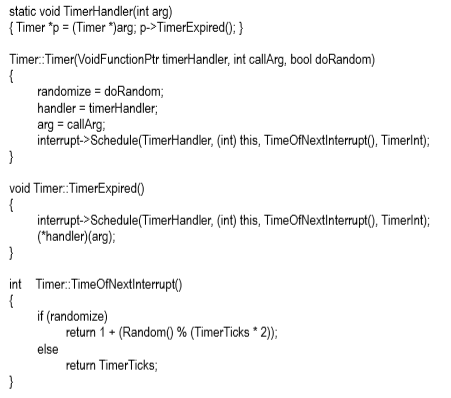 static void TimerHandler(int arg)
{ Timer *p = (Timer *)arg; p->TimerExpired(); }
Timer::Timer(VoidFunctionPtr timerHandler, int callArg, bool doRandom)
{
randomize = doRandom;
handler = timerHandler;
arg = callArg;
interrupt->Schedule(TimerHandler, (int) this, TimeOfNextInterrupt(), TimerInt);
}
void Timer::TimerExpired()
{
interrupt->Schedule(TimerHandler, (int) this, TimeOfNextInterrupt(), TimerInt);
(*handler)(arg);
}
int Timer::TimeOfNextInterrupt()
{
if (randomize)
return 1 + (Random() % (TimerTicks * 2));
else
return TimerTicks;
}